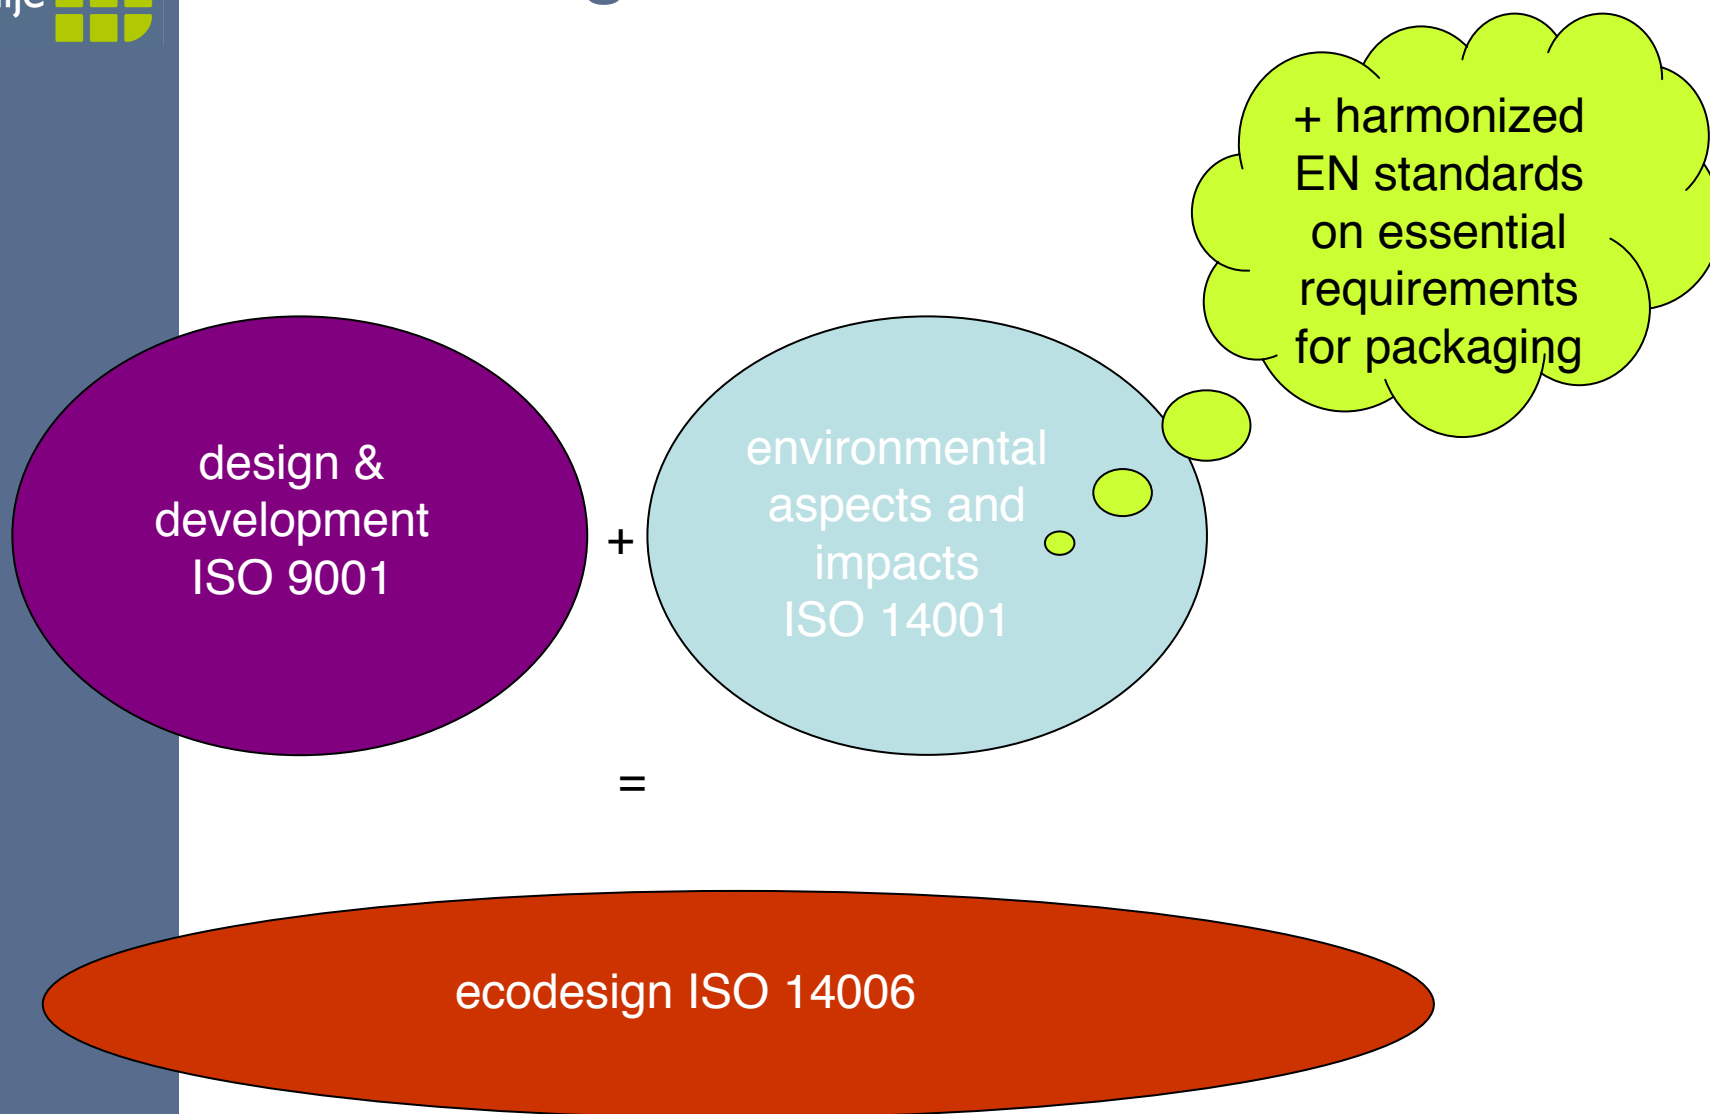 + harmonized
EN standards
on essential
requirements
for packaging
design &
development
ISO 9001
+
environmental
aspects and
impacts
ISO 14001
=
ecodesign ISO 14006